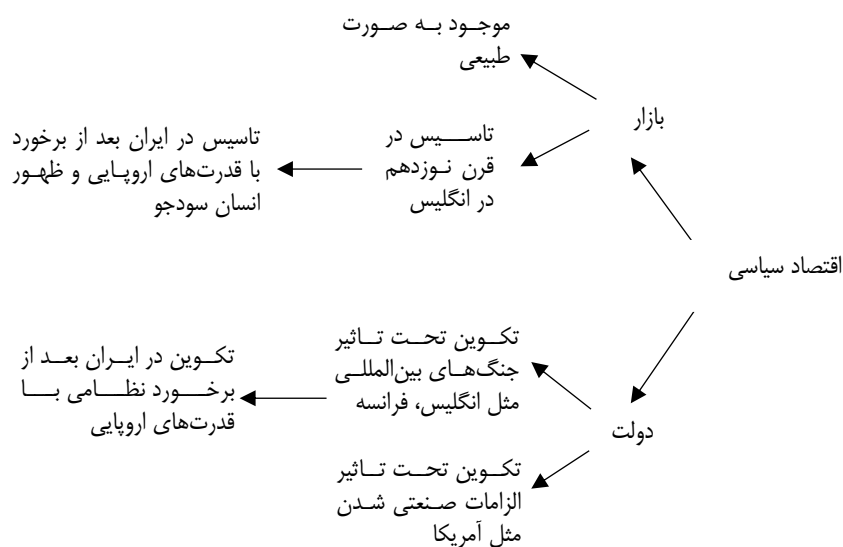 موجود به صورت
طبیعی
بازار
تاسیس در
قرن نوزدهم
در انگلیس
تاسیس در ایران بعد از برخورد
با قدرت‌های اروپایی و ظهور
انسان سودجو
اقتصاد سیاسی
تکوین تحت تاثیر
جنگ‌های بین‌المللی
مثل انگلیس، فرانسه
تکوین در ایران بعد از
برخورد نظامی با
قدرت‌های اروپایی
دولت
تکوین تحت تاثیر
الزامات صنعتی شدن
مثل آمریکا